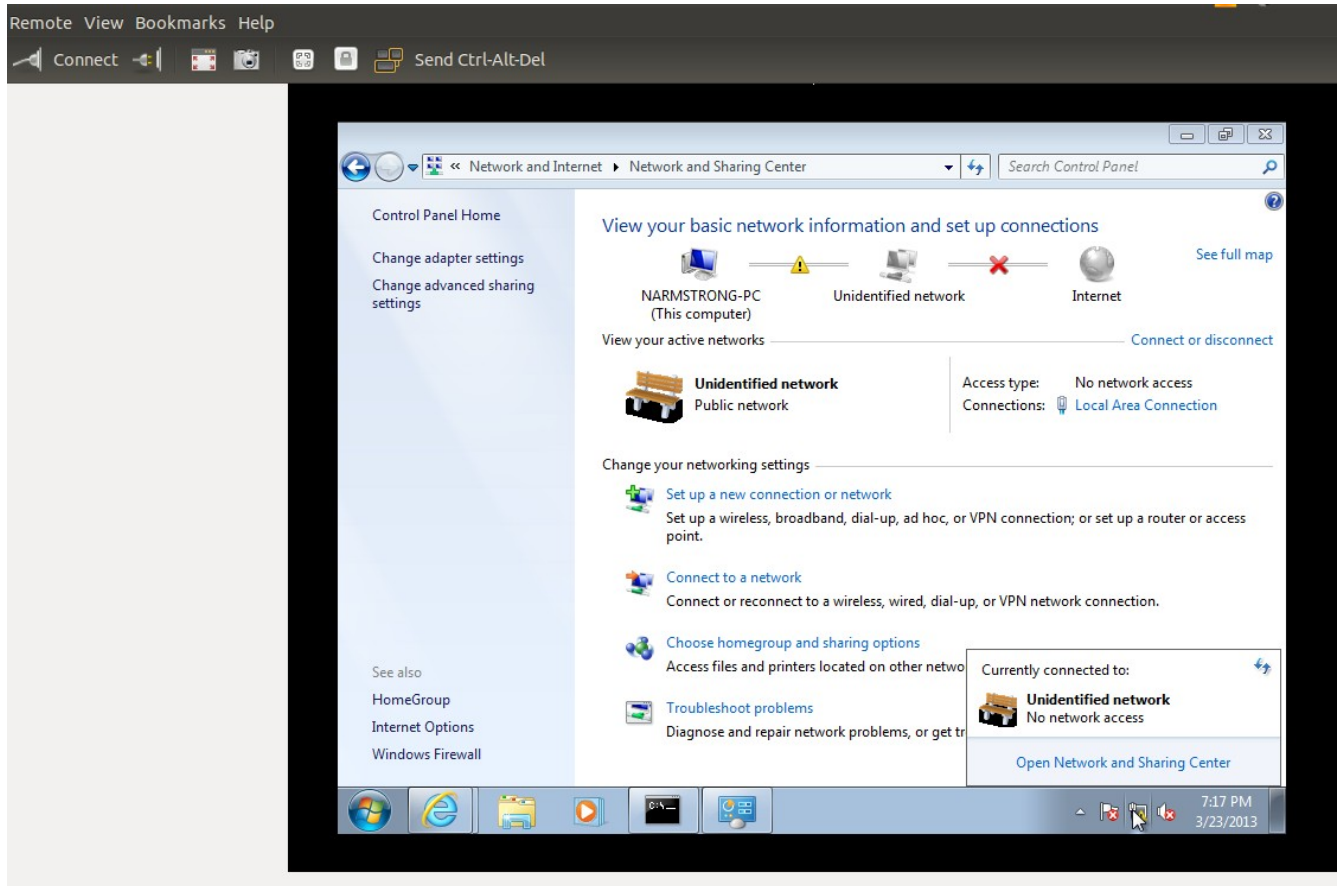 Remote View Bookmarks Help
Connect Send Ctrl-Alt-Del
« Network and Internet Network and Sharing Center Search Control Panel
Control Panel Home
Change adapter settings
Change advanced sharing
settings
View your basic network information and set up connections
See full map
NARMSTRONG-PC Unidentified network Internet
(This computer)
View your active networks Connect or disconnect
Unidentified network
Public network
Access type: No network access
Connections: Local Area Connection
Change your networking settings
Set up a new connection or network
Set up a wireless, broadband, dial-up, ad hoc, or VPN connection; or set up a router or access
point.
Connect to a network
Connect or reconnect to a wireless, wired, dial-up, or VPN network connection.
Choose homegroup and sharing options
Access files and printers located on other netwo
Troubleshoot problems
Diagnose and repair network problems, or get tr
See also
HomeGroup
Internet Options
Windows Firewall
Currently connected to:
Unidentified network
No network access
Open Network and Sharing Center
7:17 PM
3/23/2013